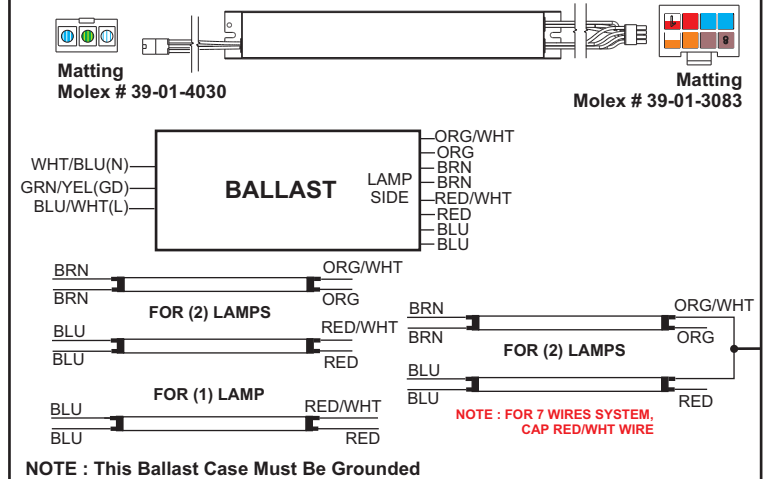 Matting
Molex # 39-01-4030
Matting
Molex # 39-01-3083
WHT/BLU(N)
GRN/YEL(GD)
BLU/WHT(L)
BALLAST
LAMP
SIDE
ORG/WHT
ORG
BRN
BRN
RED/WHT
RED
BLU
BLU
BRN
ORG/WHT
BRN
ORG
FOR (2) LAMPS
BLU
RED/WHT
BLU
RED
FOR (1) LAMP
BLU
RED/WHT
BLU
RED
BRN
ORG/WHT
BRN
ORG
FOR (2) LAMPS
BLU
BLU
RED
NOTE : FOR 7 WIRES SYSTEM,
CAP RED/WHT WIRE
NOTE : This Ballast Case Must Be Grounded